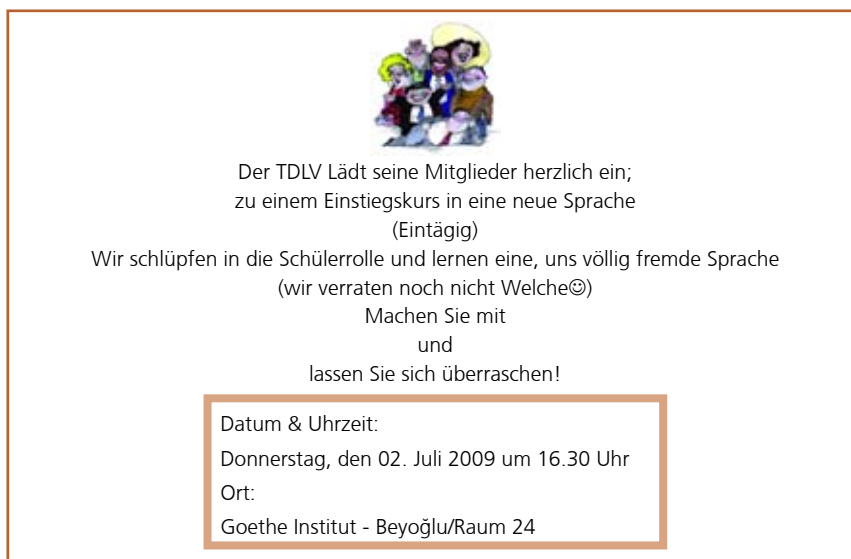 Der TDLV Lädt seine Mitglieder herzlich ein;
zu einem Einstiegskurs in eine neue Sprache
(Eintägig)
Wir schlüpfen in die Schülerrolle und lernen eine, uns völlig fremde Sprache
(wir verraten noch nicht Welche☺)
Machen Sie mit
und
lassen Sie sich überraschen!
Datum & Uhrzeit:
Donnerstag, den 02. Juli 2009 um 16.30 Uhr
Ort:
Goethe Institut - Beyoğlu/Raum 24